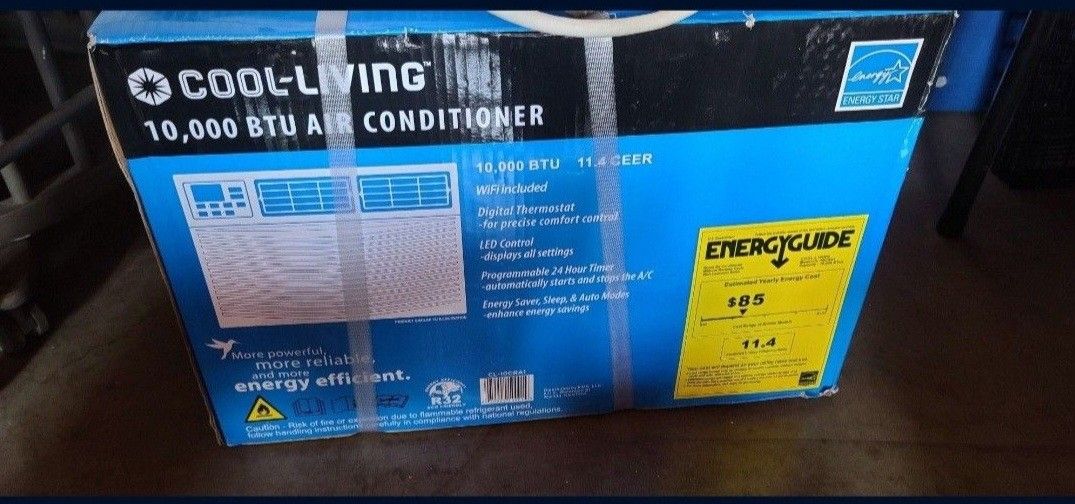 COOL-LIVING™
10,000 BTU AIR CONDITIONER
energy
ENERGY STAR
10,000 BTU 11.4 CEER
WiFi included
Digital Thermostat
-for precise comfort control
LED Control
-displays all settings
Programmable 24 Hour Timer
-automatically starts and stops the A/C
Energy Saver, Sleep, & Auto Modes
-enhance energy savings
ENERGYGUIDE
Estimated Yearly Energy Cost
$85
11.4
More powerful,
more reliable,
and more
energy efficient.
R32
Caution - Risk of fire or explosion due to flammable refrigerant used,
follow handling instructions carefully in compliance with national regulations.